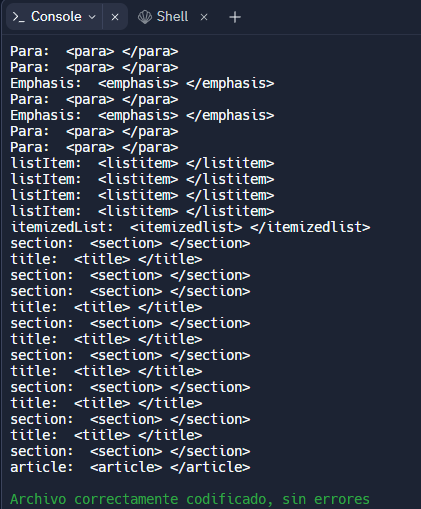 Console
Shell
Para:  <para> </para>
Para:  <para> </para>
Emphasis:  <emphasis> </emphasis>
Para:  <para> </para>
Emphasis:  <emphasis> </emphasis>
Para:  <para> </para>
Para:  <para> </para>
listItem:  <listitem> </listitem>
listItem:  <listitem> </listitem>
listItem:  <listitem> </listitem>
listItem:  <listitem> </listitem>
itemizedList:  <itemizedlist> </itemizedlist>
section:  <section> </section>
title:  <title> </title>
section:  <section> </section>
section:  <section> </section>
title:  <title> </title>
section:  <section> </section>
title:  <title> </title>
section:  <section> </section>
title:  <title> </title>
section:  <section> </section>
title:  <title> </title>
section:  <section> </section>
title:  <title> </title>
section:  <section> </section>
article:  <article> </article>
Archivo correctamente codificado, sin errores